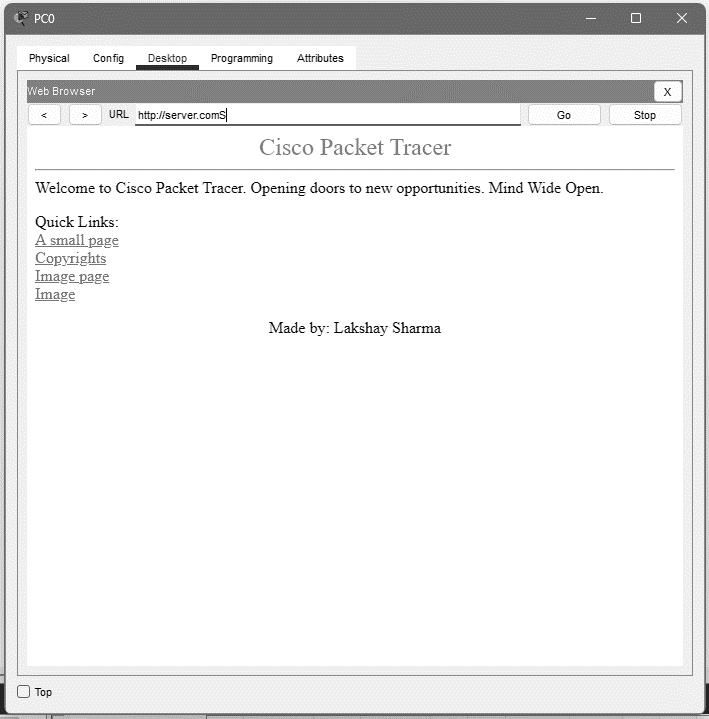 PC0
Physical Config Desktop Programming Attributes
Web Browser X
< > URL http://server.comS Go Stop
Cisco Packet Tracer
Welcome to Cisco Packet Tracer. Opening doors to new opportunities. Mind Wide Open.
Quick Links:
A small page
Copyrights
Image page
Image
Made by: Lakshay Sharma
Top